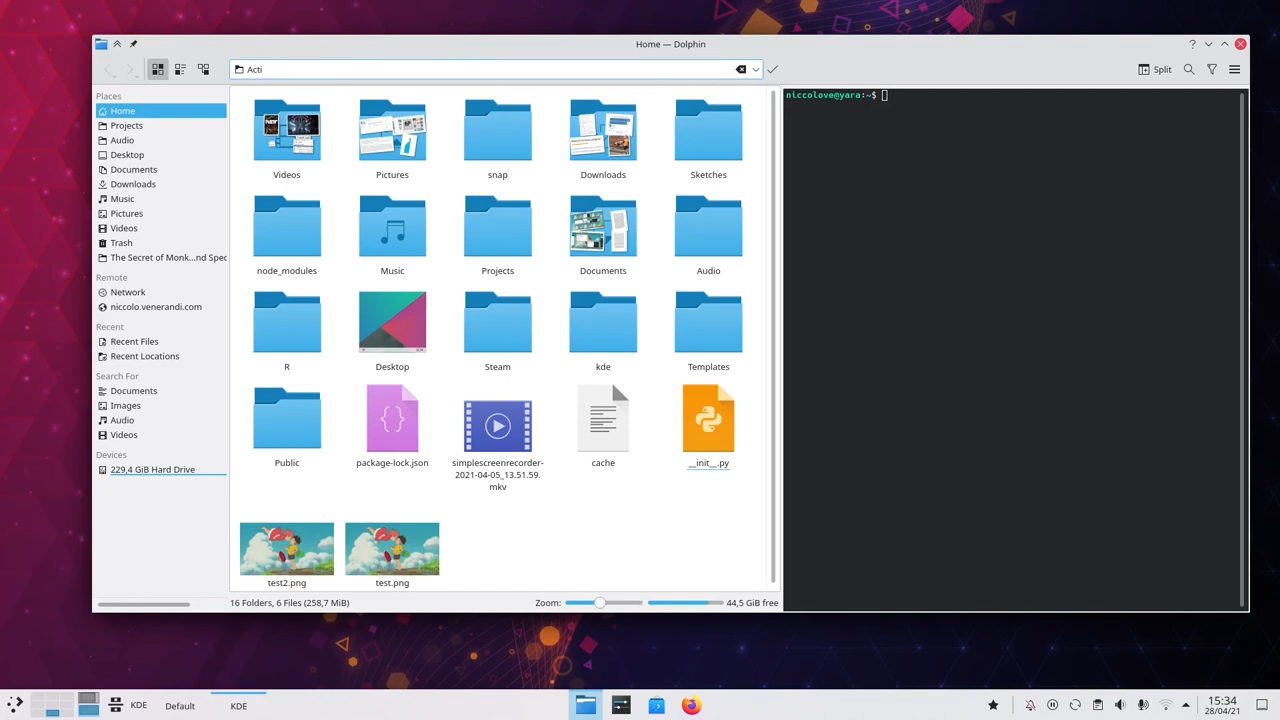 Home — Dolphin
Acti
Split
Places
Home
Projects
Audio
Desktop
Documents
Downloads
Music
Pictures
Videos
Trash
The Secret of Monk...nd Spec
Remote
Network
niccolo.venerandi.com
Recent
Recent Files
Recent Locations
Search For
Documents
Images
Audio
Videos
Devices
229,4 GiB Hard Drive
Videos
Pictures
snap
Downloads
Sketches
node_modules
Music
Projects
Documents
Audio
R
Desktop
Steam
kde
Templates
Public
package-lock.json
simplescreenrecorder-
2021-04-05_13.51.59.
mkv
cache
__init__.py
test2.png
test.png
16 Folders, 6 Files (258,7 MiB)
Zoom:
44,5 GiB free
niccolove@yara:~$
KDE
Default
KDE
15:34
28/04/21